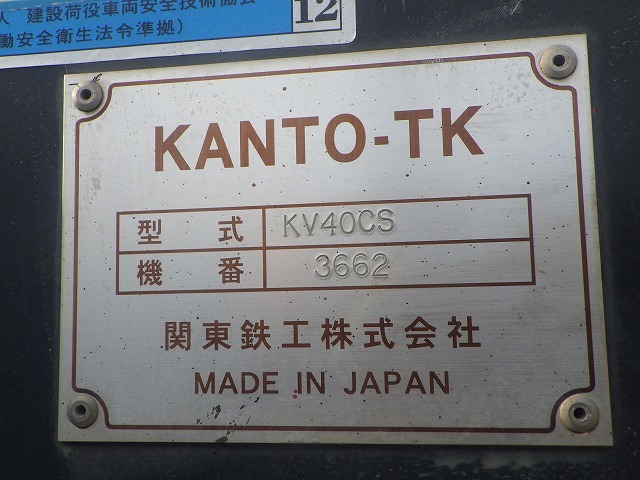 人 建設荷役車両安全技術協会
働安全衛生法令準拠)
12
KANTO-TK
型 式 KV40CS
機 番 3662
関東鉄工株式会社
MADE IN JAPAN